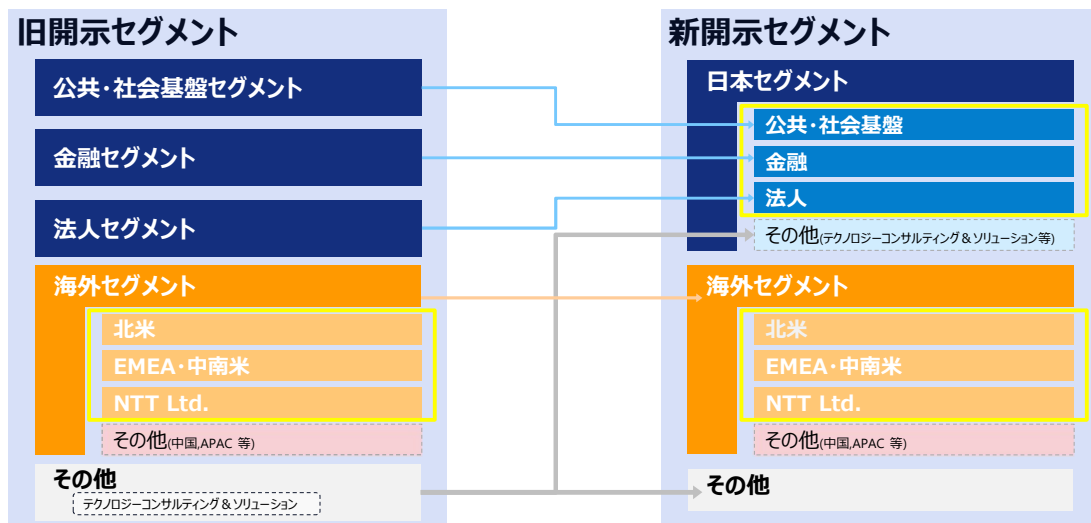 旧開示セグメント
公共・社会基盤セグメント
金融セグメント
法人セグメント
海外セグメント
北米
EMEA・中南米
NTT Ltd.
その他(中国,APAC 等)
その他
テクノロジーコンサルティング&ソリューション
新開示セグメント
日本セグメント
公共・社会基盤
金融
法人
その他(テクノロジーコンサルティング&ソリューション等)
海外セグメント
北米
EMEA・中南米
NTT Ltd.
その他(中国,APAC 等)
その他